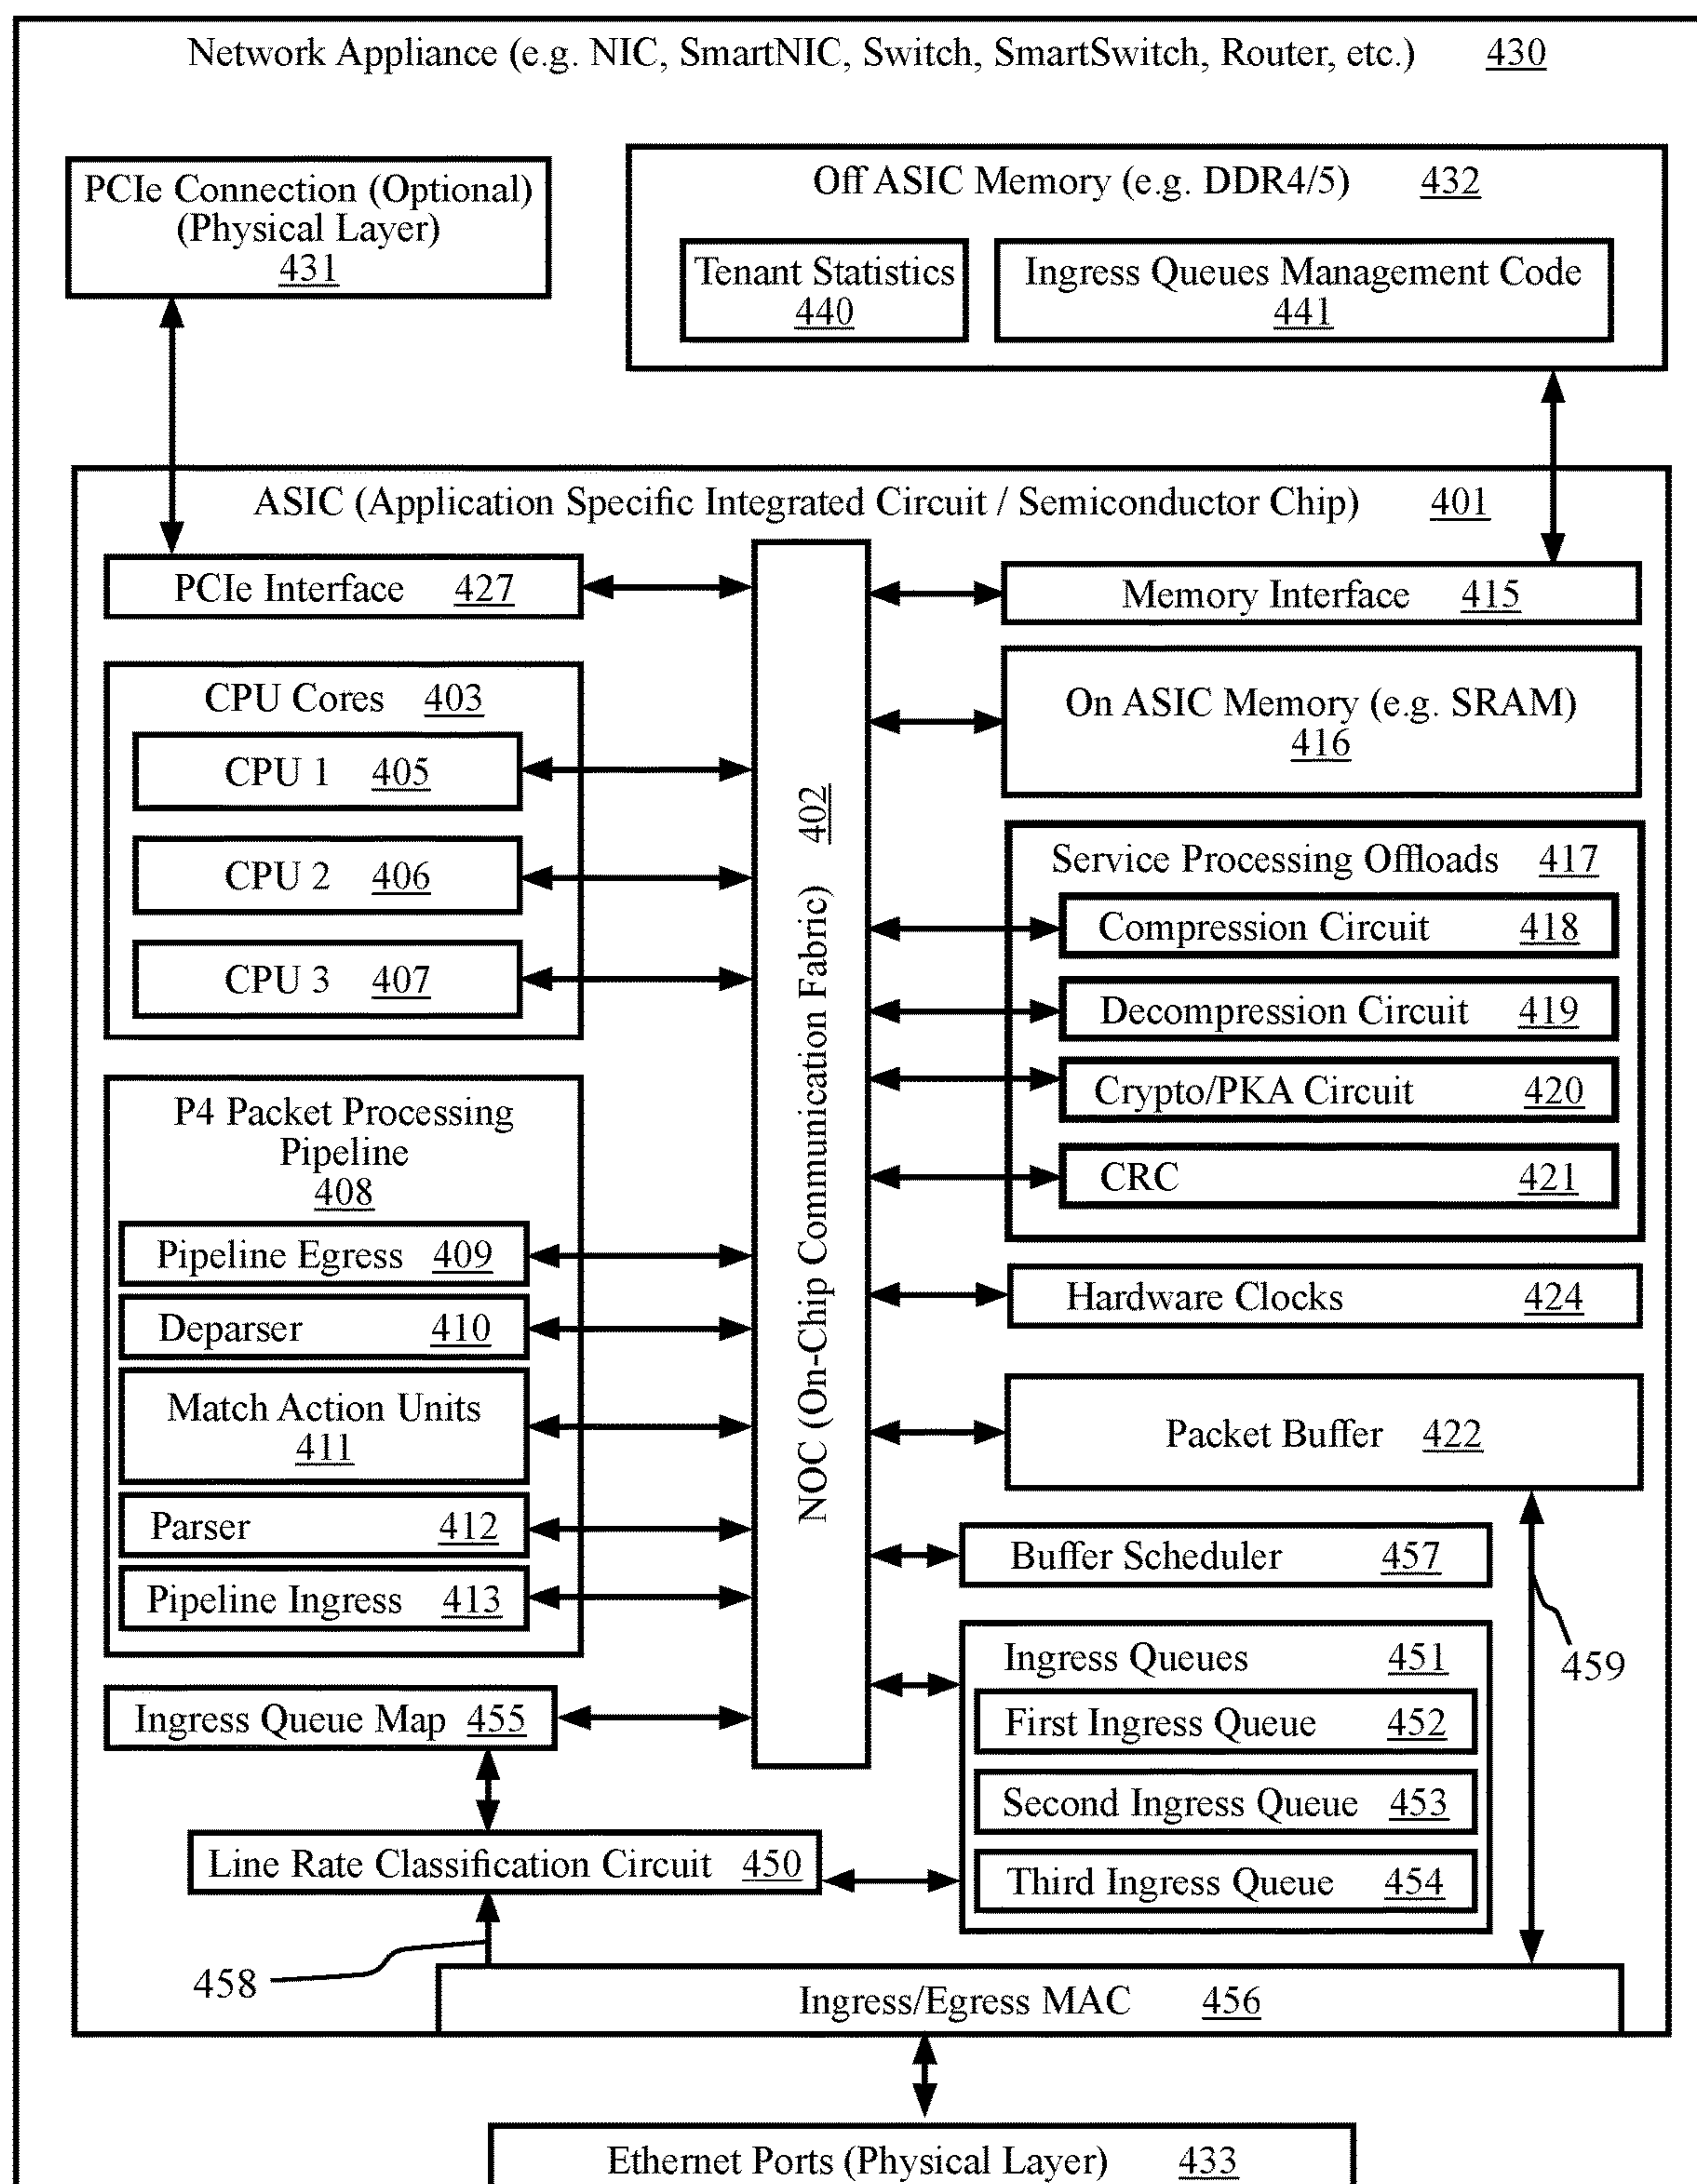 Network Appliance (e.g. NIC, SmartNIC, Switch, SmartSwitch, Router, etc.) 430
PCIe Connection (Optional)
(Physical Layer)
431
Off ASIC Memory (e.g. DDR4/5) 432
Tenant Statistics
440
Ingress Queues Management Code
441
ASIC (Application Specific Integrated Circuit / Semiconductor Chip) 401
PCIe Interface 427
CPU Cores 403
CPU 1 405
CPU 2 406
CPU 3 407
P4 Packet Processing
Pipeline
408
Pipeline Egress 409
Deparser 410
Match Action Units
411
Parser 412
Pipeline Ingress 413
Ingress Queue Map 455
Line Rate Classification Circuit 450
458
NOC (On-Chip Communication Fabric) 402
Memory Interface 415
On ASIC Memory (e.g. SRAM)
416
Service Processing Offloads 417
Compression Circuit 418
Decompression Circuit 419
Crypto/PKA Circuit 420
CRC 421
Hardware Clocks 424
Packet Buffer 422
Buffer Scheduler 457
459
Ingress Queues 451
First Ingress Queue 452
Second Ingress Queue 453
Third Ingress Queue 454
Ingress/Egress MAC 456
Ethernet Ports (Physical Layer) 433